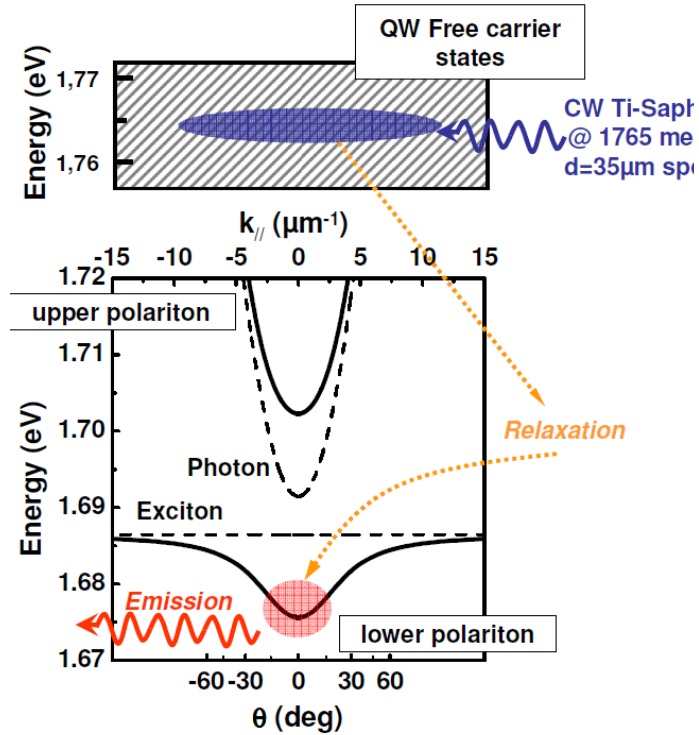 QW Free carrier
states
1,77
1,76
Energy (eV)
CW Ti-Saph
@ 1765 me
d=35µm spo
k// (µm-1)
-15 -10 -5 0 5 10 15
1.72
1.71
1.70
1.69
1.68
1.67
Energy (eV)
upper polariton
Photon
Exciton
Relaxation
Emission
lower polariton
-60 -30 0 30 60
θ (deg)